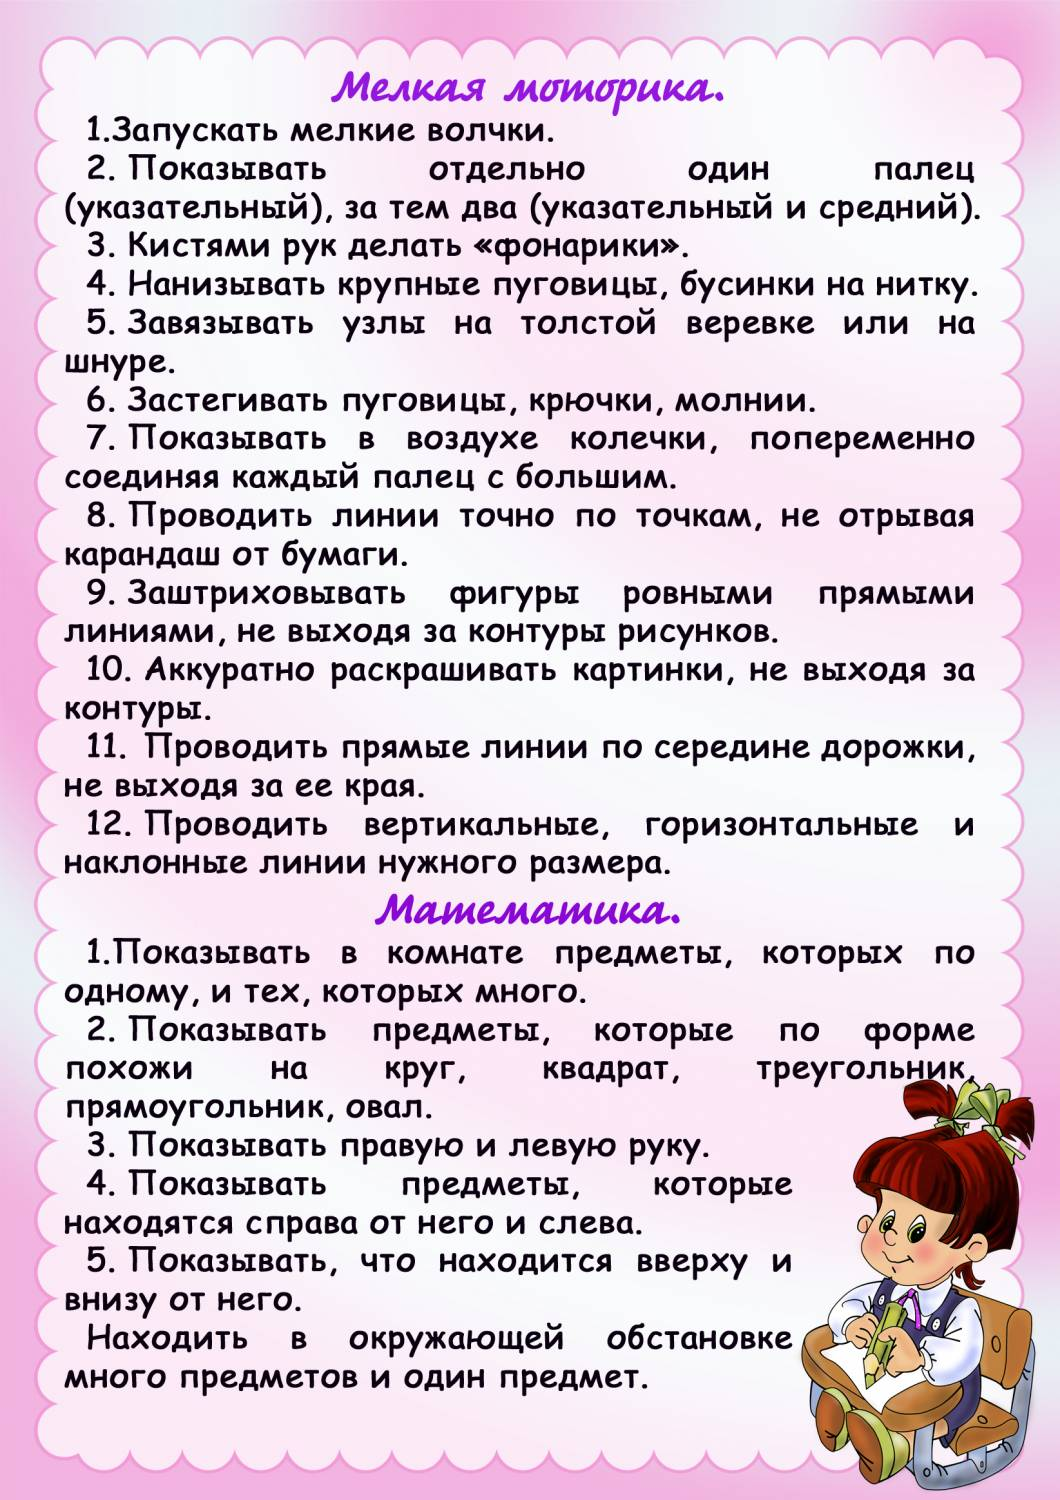 Мелкая моторика.
1.Запускать мелкие волчки.
2. Показывать отдельно один палец
(указательный), за тем два (указательный и средний).
3. Кистями рук делать «фонарики».
4. Нанизывать крупные пуговицы, бусинки на нитку.
5. Завязывать узлы на толстой веревке или на
шнуре.
6. Застегивать пуговицы, крючки, молнии.
7. Показывать в воздухе колечки, попеременно
соединяя каждый палец с большим.
8. Проводить линии точно по точкам, не отрывая
карандаш от бумаги.
9. Заштриховывать фигуры ровными прямыми
линиями, не выходя за контуры рисунков.
10. Аккуратно раскрашивать картинки, не выходя за
контуры.
11. Проводить прямые линии по середине дорожки,
не выходя за ее края.
12. Проводить вертикальные, горизонтальные и
наклонные линии нужного размера.
Математика.
1.Показывать в комнате предметы, которых по
одному, и тех, которых много.
2. Показывать предметы, которые по форме
похожи на круг, квадрат, треугольник,
прямоугольник, овал.
3. Показывать правую и левую руку.
4. Показывать предметы, которые
находятся справа от него и слева.
5. Показывать, что находится вверху и
внизу от него.
Находить в окружающей обстановке
много предметов и один предмет.